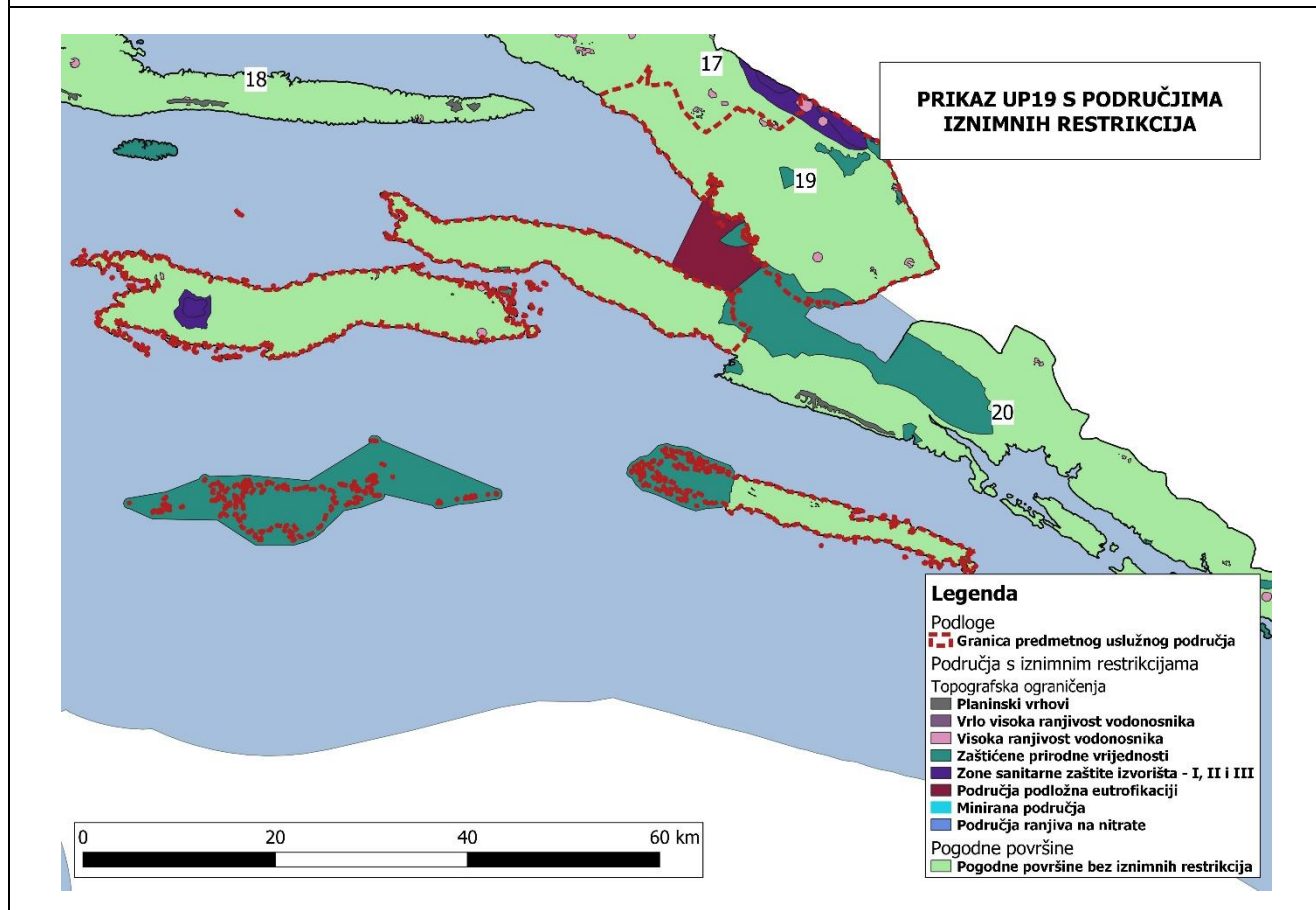 18
17
PRIKAZ UP19 S PODRUČJIMA
IZNIMNIH RESTRIKCIJA
19
20
Legenda
Podloge
Granica predmetnog uslužnog područja
Područja s iznimnim restrikcijama
Topografska ograničenja
Planinski vrhovi
Vrlo visoka ranjivost vodonosnika
Visoka ranjivost vodonosnika
Zaštićene prirodne vrijednosti
Zone sanitarne zaštite izvorišta - I, II i III
Područja podložna eutrofikaciji
Minirana područja
Područja ranjiva na nitrate
Pogodne površine
Pogodne površine bez iznimnih restrikcija
0 20 40 60 km